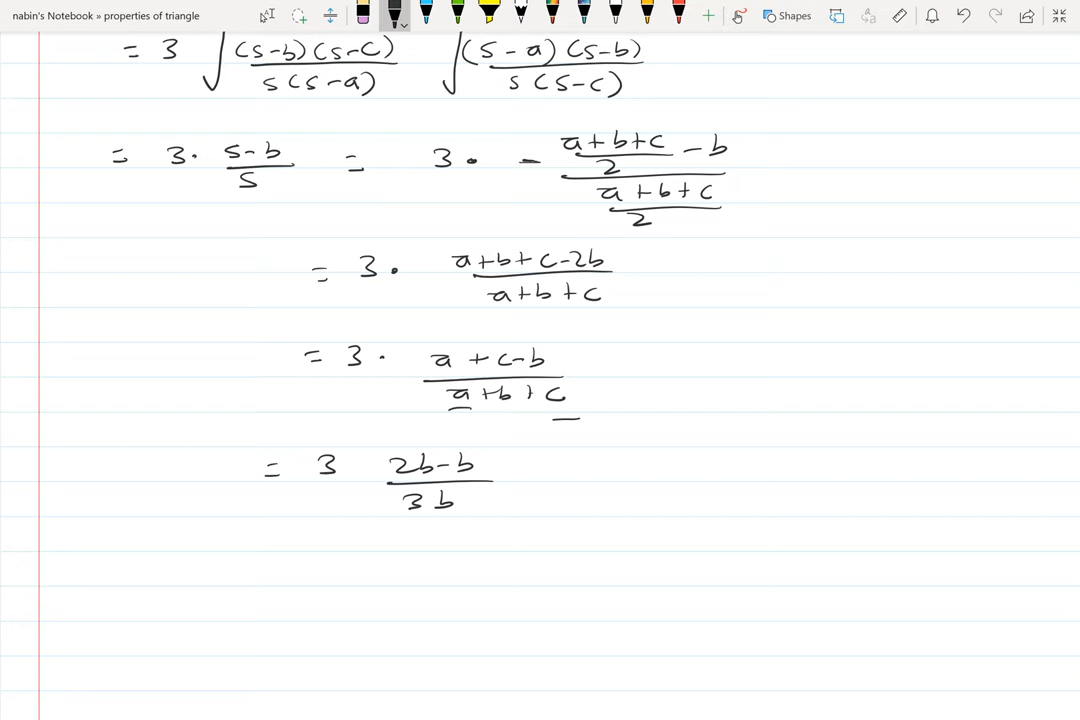 nabin's Notebook » properties of triangle
Shapes
= 3 √((s-b)(s-c)/s(s-a)) √((s-a)(s-b)/s(s-c))
= 3 · (s-b)/s = 3 · - ((a+b+c)/2 - b)/((a+b+c)/2)
= 3 · (a+b+c-2b)/(a+b+c)
= 3 · (a+c-b)/(a+b+c)
= 3 (2b-b)/(3b)